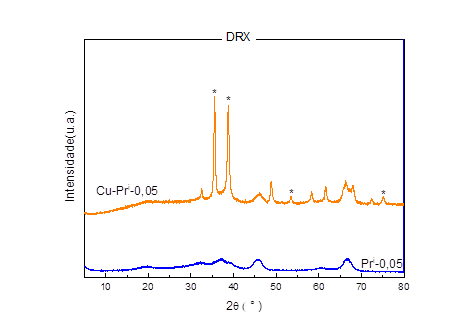 DRX
Intensidade(u.a.)
* *
Cu-Pr-0,05
* *
Pr-0,05
10 20 30 40 50 60 70 80
2θ ( ° )